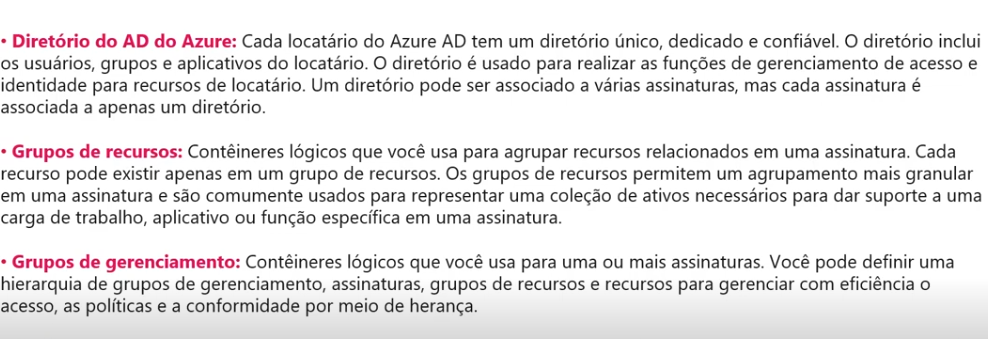 • Diretório do AD do Azure: Cada locatário do Azure AD tem um diretório único, dedicado e confiável. O diretório inclui
os usuários, grupos e aplicativos do locatário. O diretório é usado para realizar as funções de gerenciamento de acesso e
identidade para recursos de locatário. Um diretório pode ser associado a várias assinaturas, mas cada assinatura é
associada a apenas um diretório.
• Grupos de recursos: Contêineres lógicos que você usa para agrupar recursos relacionados em uma assinatura. Cada
recurso pode existir apenas em um grupo de recursos. Os grupos de recursos permitem um agrupamento mais granular
em uma assinatura e são comumente usados para representar uma coleção de ativos necessários para dar suporte a uma
carga de trabalho, aplicativo ou função específica em uma assinatura.
• Grupos de gerenciamento: Contêineres lógicos que você usa para uma ou mais assinaturas. Você pode definir uma
hierarquia de grupos de gerenciamento, assinaturas, grupos de recursos e recursos para gerenciar com eficiência o
acesso, as políticas e a conformidade por meio de herança.